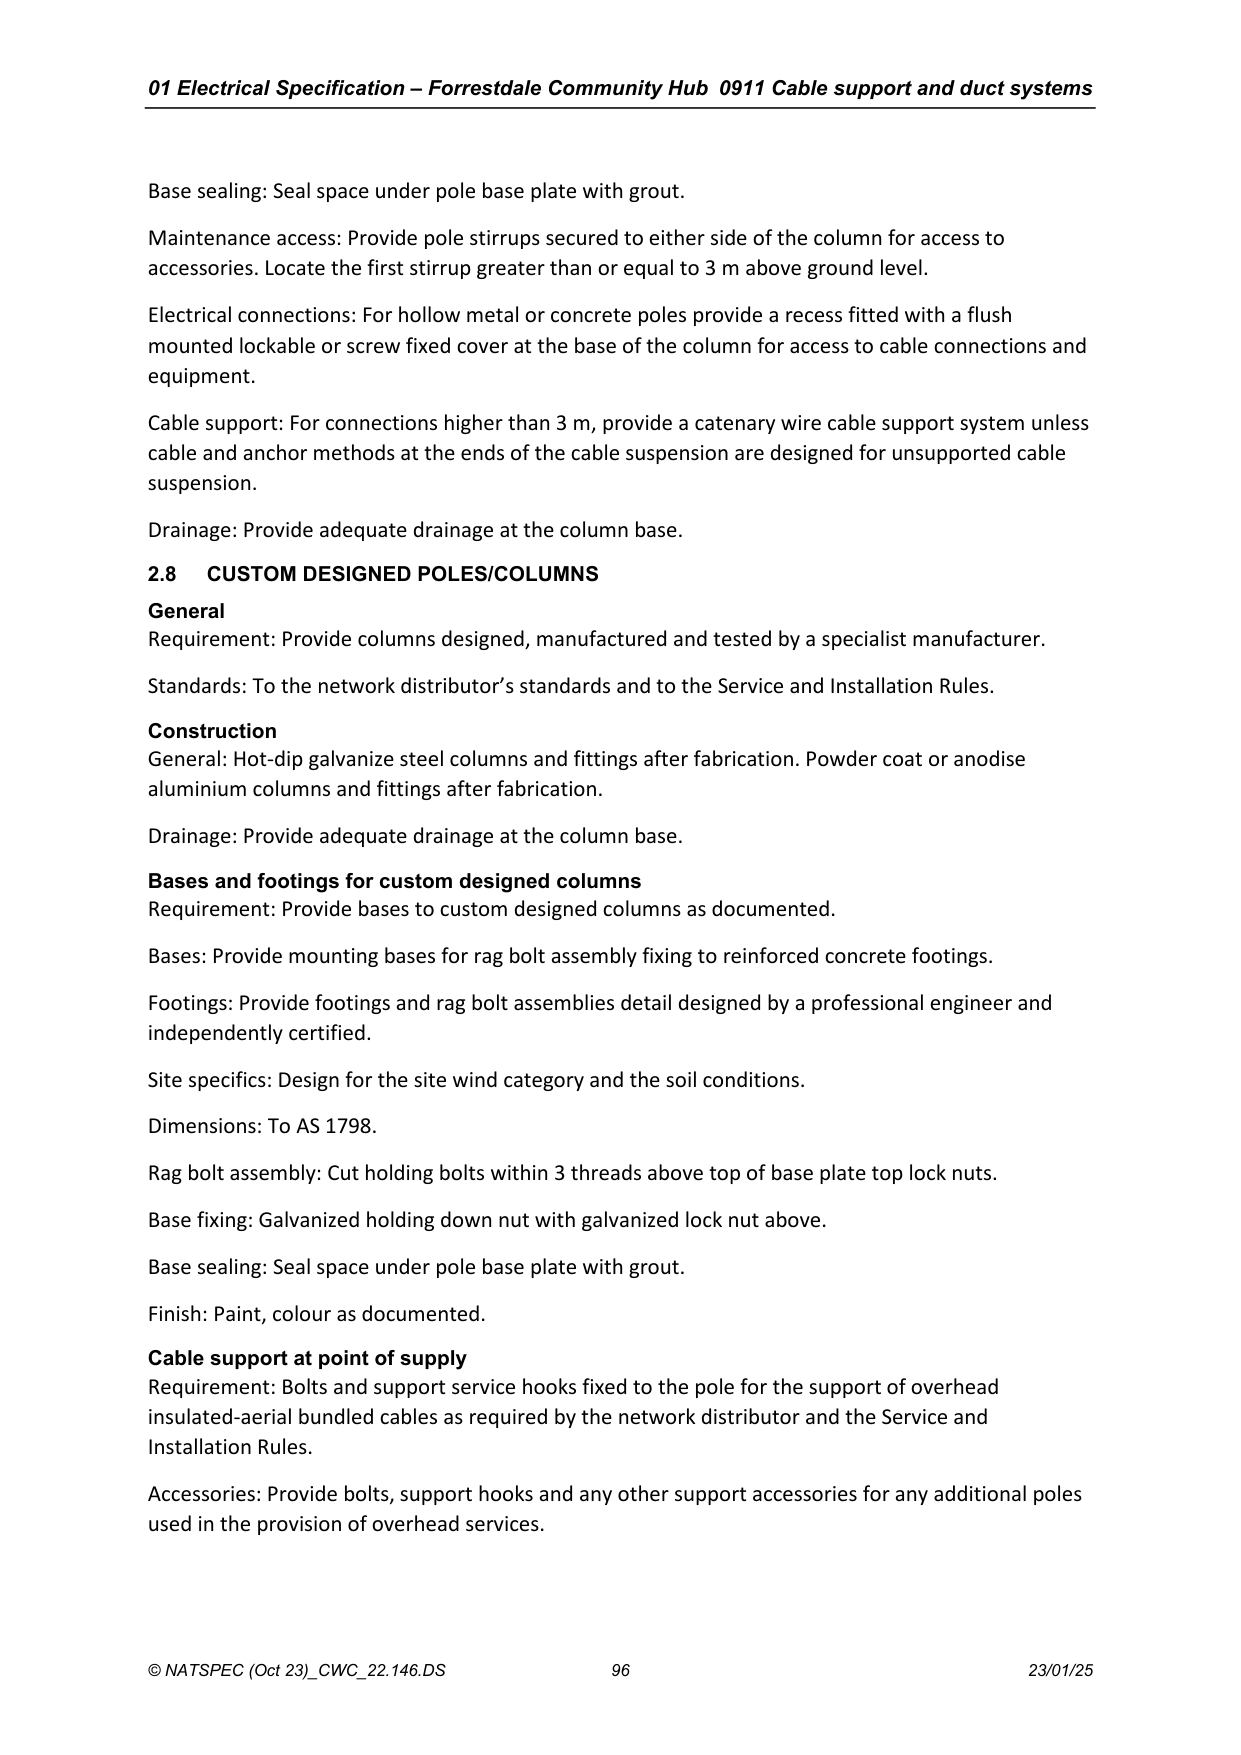 01 Electrical Specification – Forrestdale Community Hub 0911 Cable support and duct systems
Base sealing: Seal space under pole base plate with grout.
Maintenance access: Provide pole stirrups secured to either side of the column for access to
accessories. Locate the first stirrup greater than or equal to 3 m above ground level.
Electrical connections: For hollow metal or concrete poles provide a recess fitted with a flush
mounted lockable or screw fixed cover at the base of the column for access to cable connections and
equipment.
Cable support: For connections higher than 3 m, provide a catenary wire cable support system unless
cable and anchor methods at the ends of the cable suspension are designed for unsupported cable
suspension.
Drainage: Provide adequate drainage at the column base.
2.8 CUSTOM DESIGNED POLES/COLUMNS
General
Requirement: Provide columns designed, manufactured and tested by a specialist manufacturer.
Standards: To the network distributor’s standards and to the Service and Installation Rules.
Construction
General: Hot-dip galvanize steel columns and fittings after fabrication. Powder coat or anodise
aluminium columns and fittings after fabrication.
Drainage: Provide adequate drainage at the column base.
Bases and footings for custom designed columns
Requirement: Provide bases to custom designed columns as documented.
Bases: Provide mounting bases for rag bolt assembly fixing to reinforced concrete footings.
Footings: Provide footings and rag bolt assemblies detail designed by a professional engineer and
independently certified.
Site specifics: Design for the site wind category and the soil conditions.
Dimensions: To AS 1798.
Rag bolt assembly: Cut holding bolts within 3 threads above top of base plate top lock nuts.
Base fixing: Galvanized holding down nut with galvanized lock nut above.
Base sealing: Seal space under pole base plate with grout.
Finish: Paint, colour as documented.
Cable support at point of supply
Requirement: Bolts and support service hooks fixed to the pole for the support of overhead
insulated-aerial bundled cables as required by the network distributor and the Service and
Installation Rules.
Accessories: Provide bolts, support hooks and any other support accessories for any additional poles
used in the provision of overhead services.
© NATSPEC (Oct 23)_CWC_22.146.DS 96 23/01/25